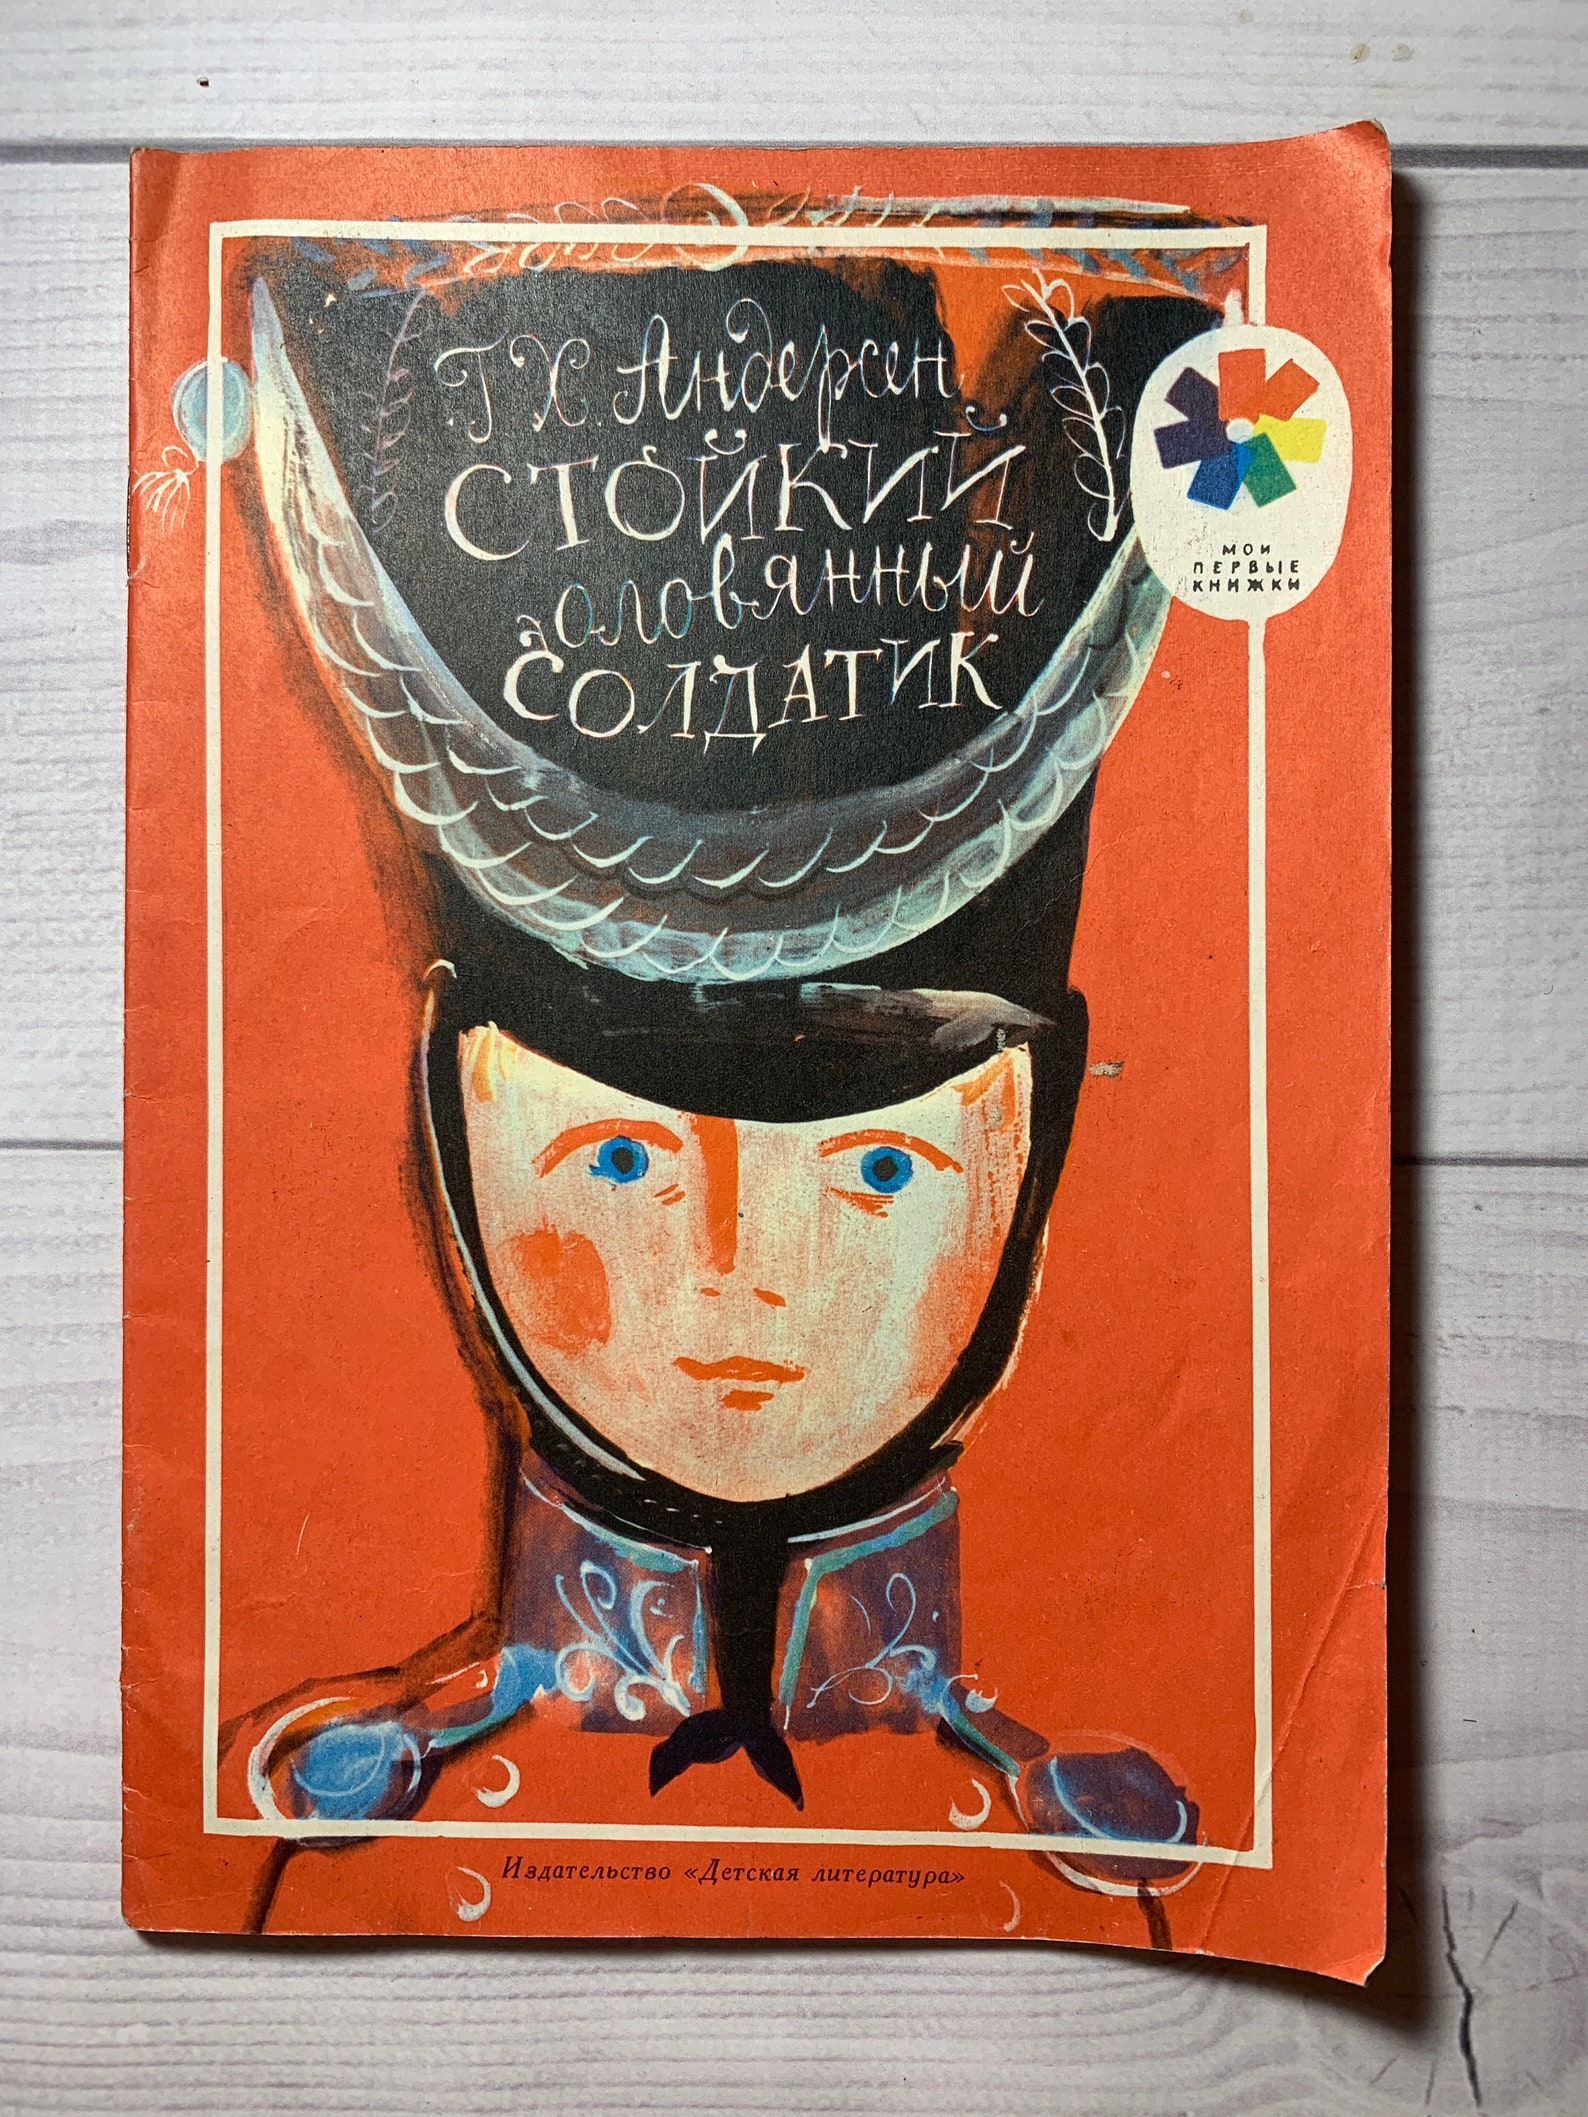 Г.Х. Андерсен
СТОЙКИЙ
оловянный
СОЛДАТИК
МОИ
ПЕРВЫЕ
КНИЖКИ
Издательство «Детская литература»